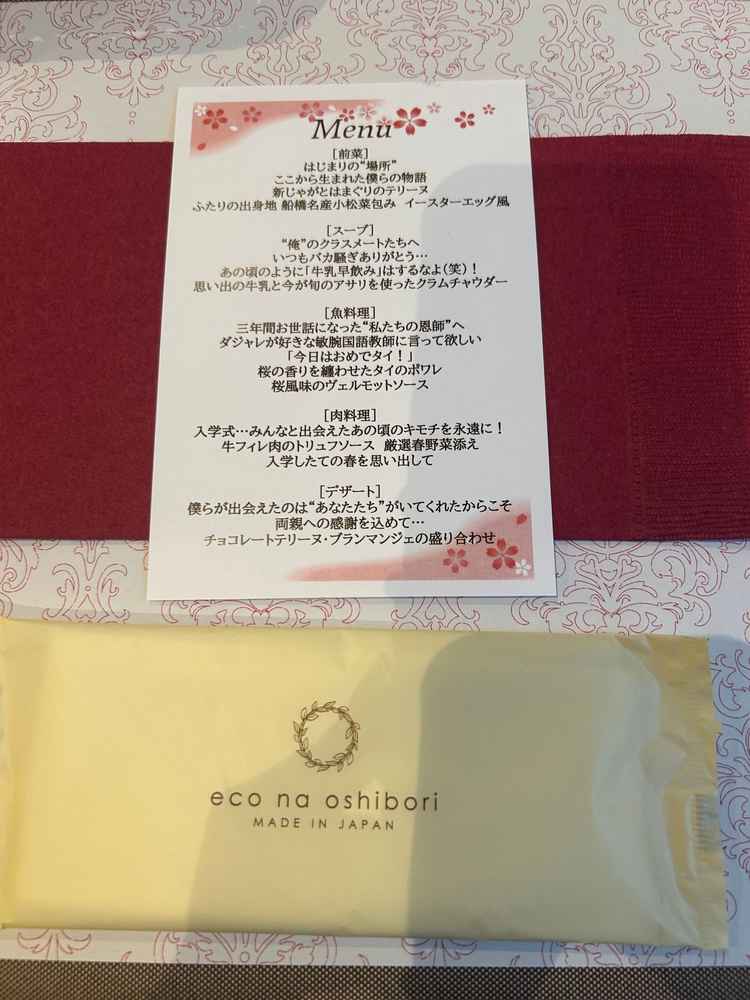 Menu
[前菜]
はじまりの“場所”
ここから生まれた僕らの物語
新じゃがとはまぐりのテリーヌ
ふたりの出身地 船橋名産小松菜包み イースターエッグ風
[スープ]
“俺”のクラスメートたちへ
いつもバカ騒ぎありがとう…
あの頃のように「牛乳早飲み」はするなよ(笑)!
思い出の牛乳と今が旬のアサリを使ったクラムチャウダー
[魚料理]
三年間お世話になった“私たちの恩師”へ
ダジャレが好きな敏腕国語教師に言って欲しい
「今日はおめでタイ!」
桜の香りを纏わせたタイのポワレ
桜風味のヴェルモットソース
[肉料理]
入学式…みんなと出会えたあの頃のキモチを永遠に!
牛フィレ肉のトリュフソース 厳選春野菜添え
入学したての春を思い出して
[デザート]
僕らが出会えたのは“あなたたち”がいてくれたからこそ
両親への感謝を込めて…
チョコレートテリーヌ・ブランマンジェの盛り合わせ
eco na oshibori
MADE IN JAPAN